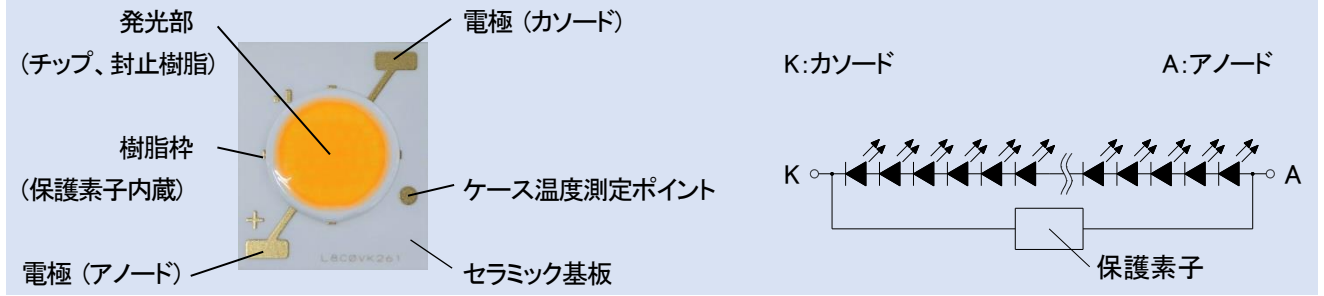 発光部
(チップ、封止樹脂)
樹脂枠
(保護素子内蔵)
電極 (アノード)
電極 (カソード)
ケース温度測定ポイント
セラミック基板
+
L8C0VK261
K:カソード
A:アノード
K
A
保護素子